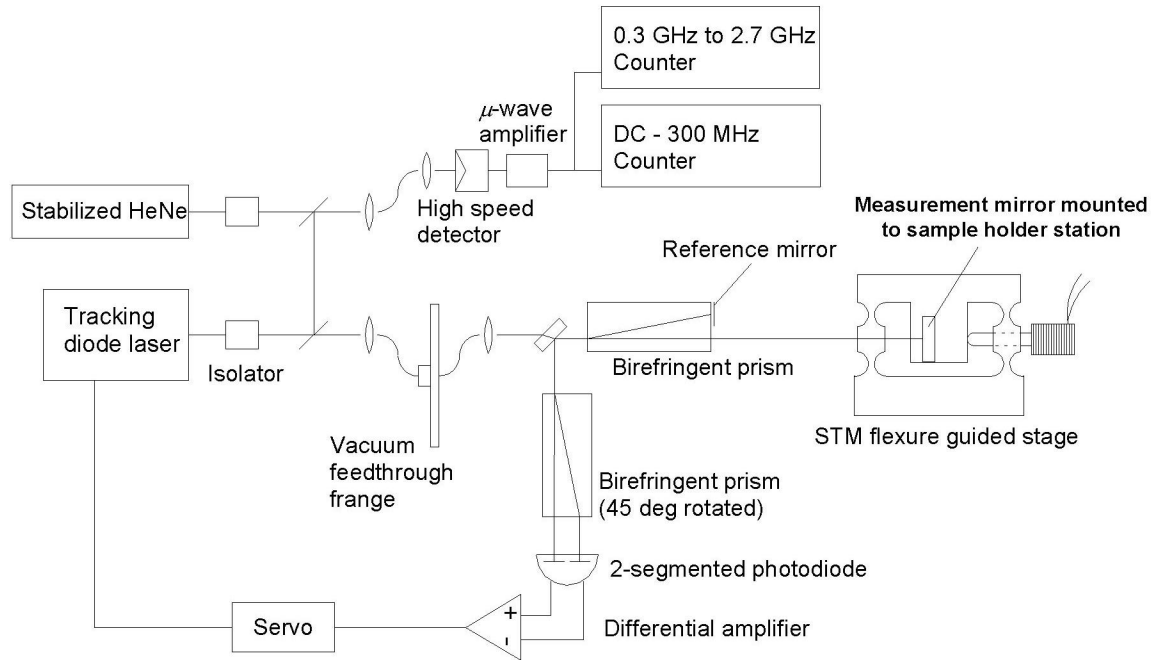 0.3 GHz to 2.7 GHz
Counter
μ-wave
amplifier
DC - 300 MHz
Counter
Stabilized HeNe
High speed
detector
Measurement mirror mounted
to sample holder station
Reference mirror
Tracking
diode laser
Isolator
Birefringent prism
STM flexure guided stage
Vacuum
feedthrough
frange
Birefringent prism
(45 deg rotated)
2-segmented photodiode
+
-
Servo
Differential amplifier